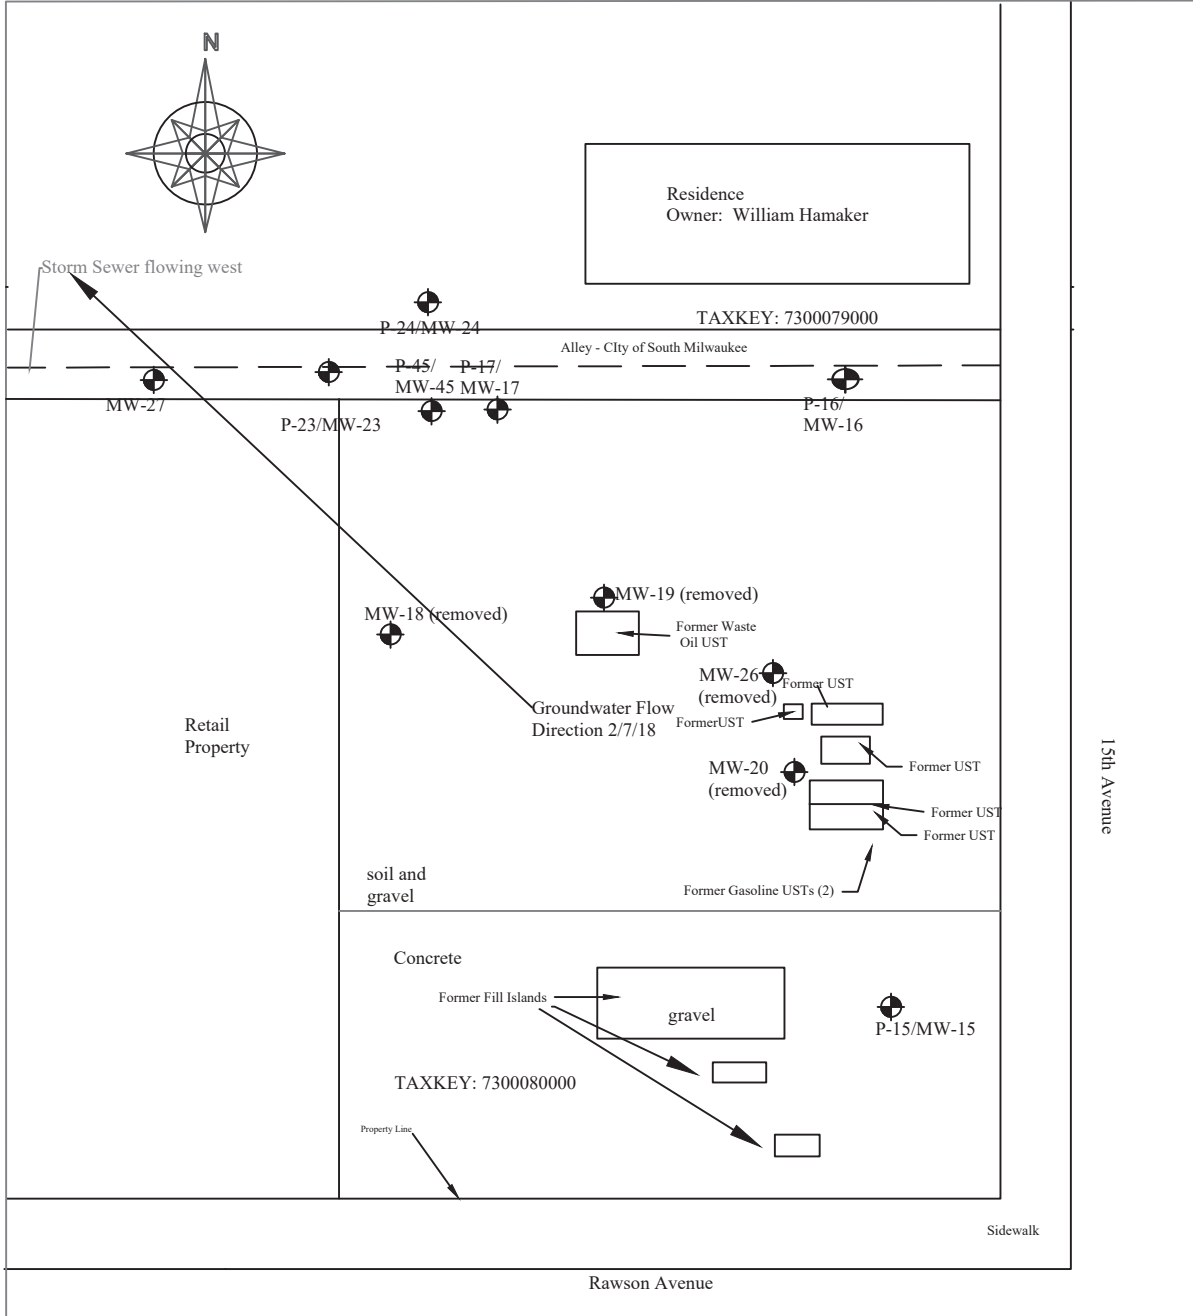 N
Residence
Owner: William Hamaker
Storm Sewer flowing west
P-24/MW-24
TAXKEY: 7300079000
Alley - CIty of South Milwaukee
P-45/
MW-45
P-17/
MW-17
MW-27
P-23/MW-23
P-16/
MW-16
MW-19 (removed)
MW-18 (removed)
Former Waste
Oil UST
MW-26
(removed)
Former UST
Groundwater Flow
Direction 2/7/18
FormerUST
Retail
Property
15th Avenue
MW-20
(removed)
Former UST
Former UST
Former UST
soil and
gravel
Former Gasoline USTs (2)
Concrete
Former Fill Islands
gravel
P-15/MW-15
TAXKEY: 7300080000
Property Line
Sidewalk
Rawson Avenue